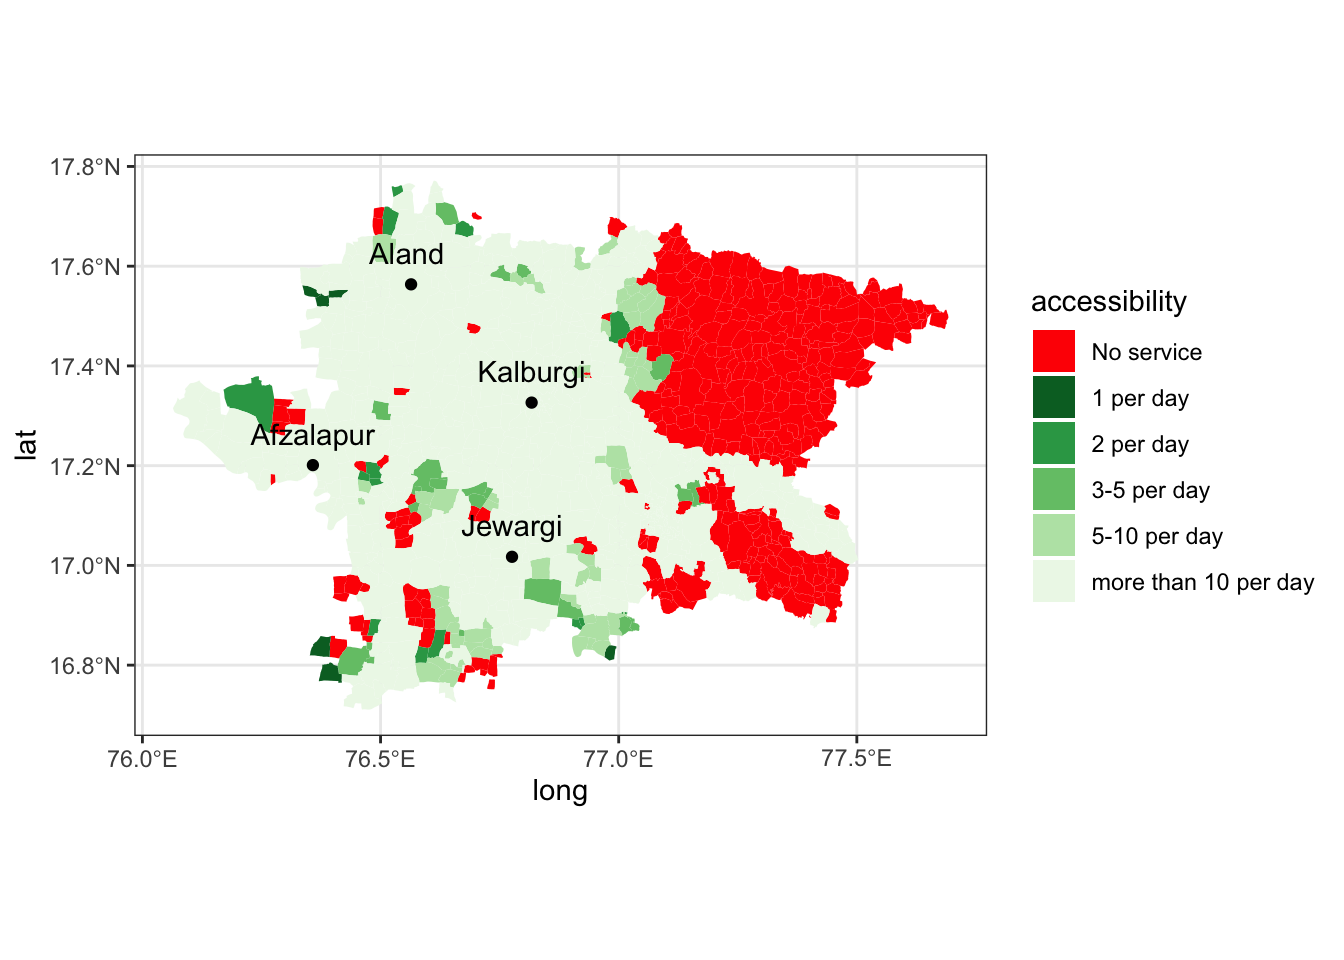 17.8°N
17.6°N
17.4°N
17.2°N
17.0°N
16.8°N
lat
Aland
Kalburgi
Afzalapur
Jewargi
76.0°E
76.5°E
77.0°E
77.5°E
long
accessibility
No service
1 per day
2 per day
3-5 per day
5-10 per day
more than 10 per day